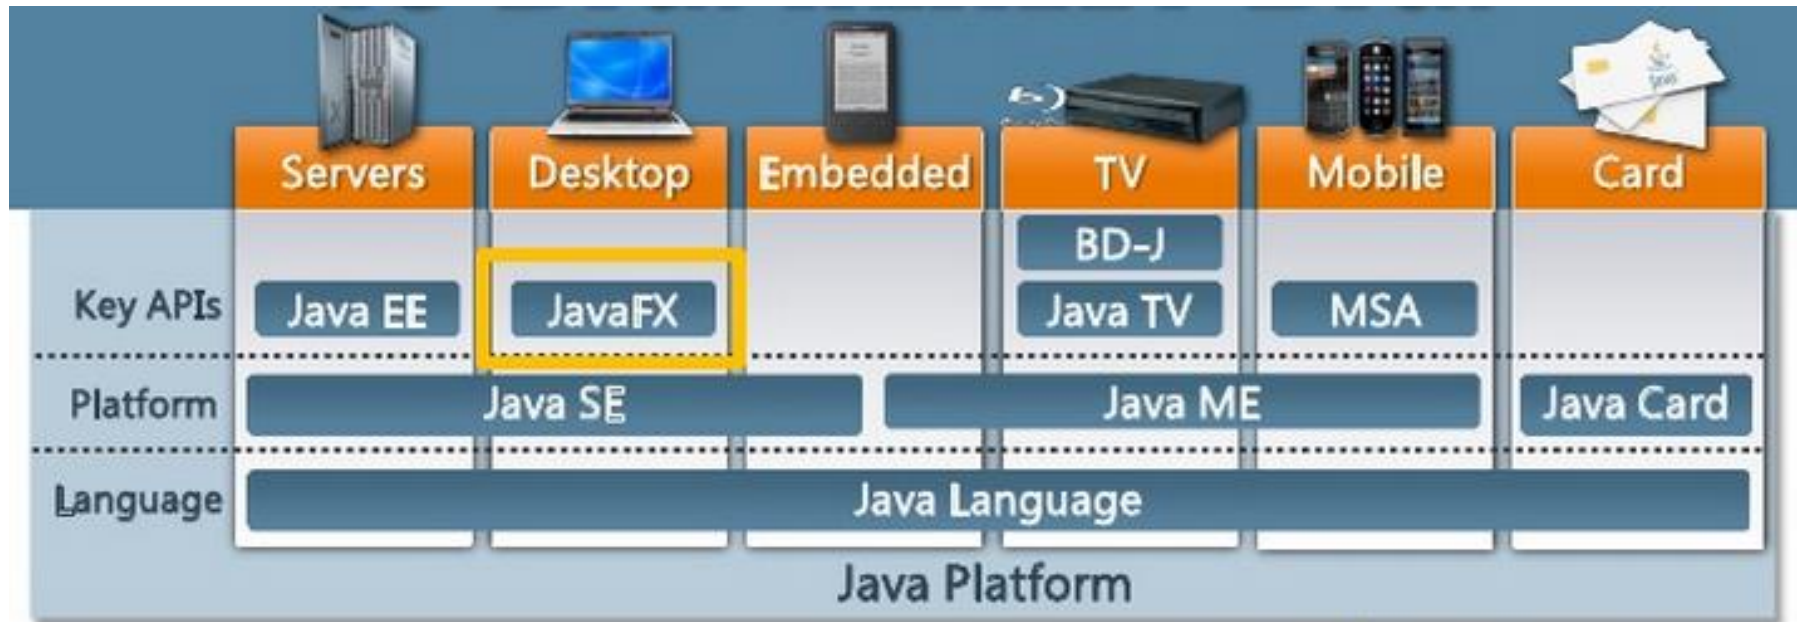 Servers Desktop Embedded TV Mobile Card
BD-J
Key APIs Java EE JavaFX Java TV MSA
Platform Java SE Java ME Java Card
Language Java Language
Java Platform